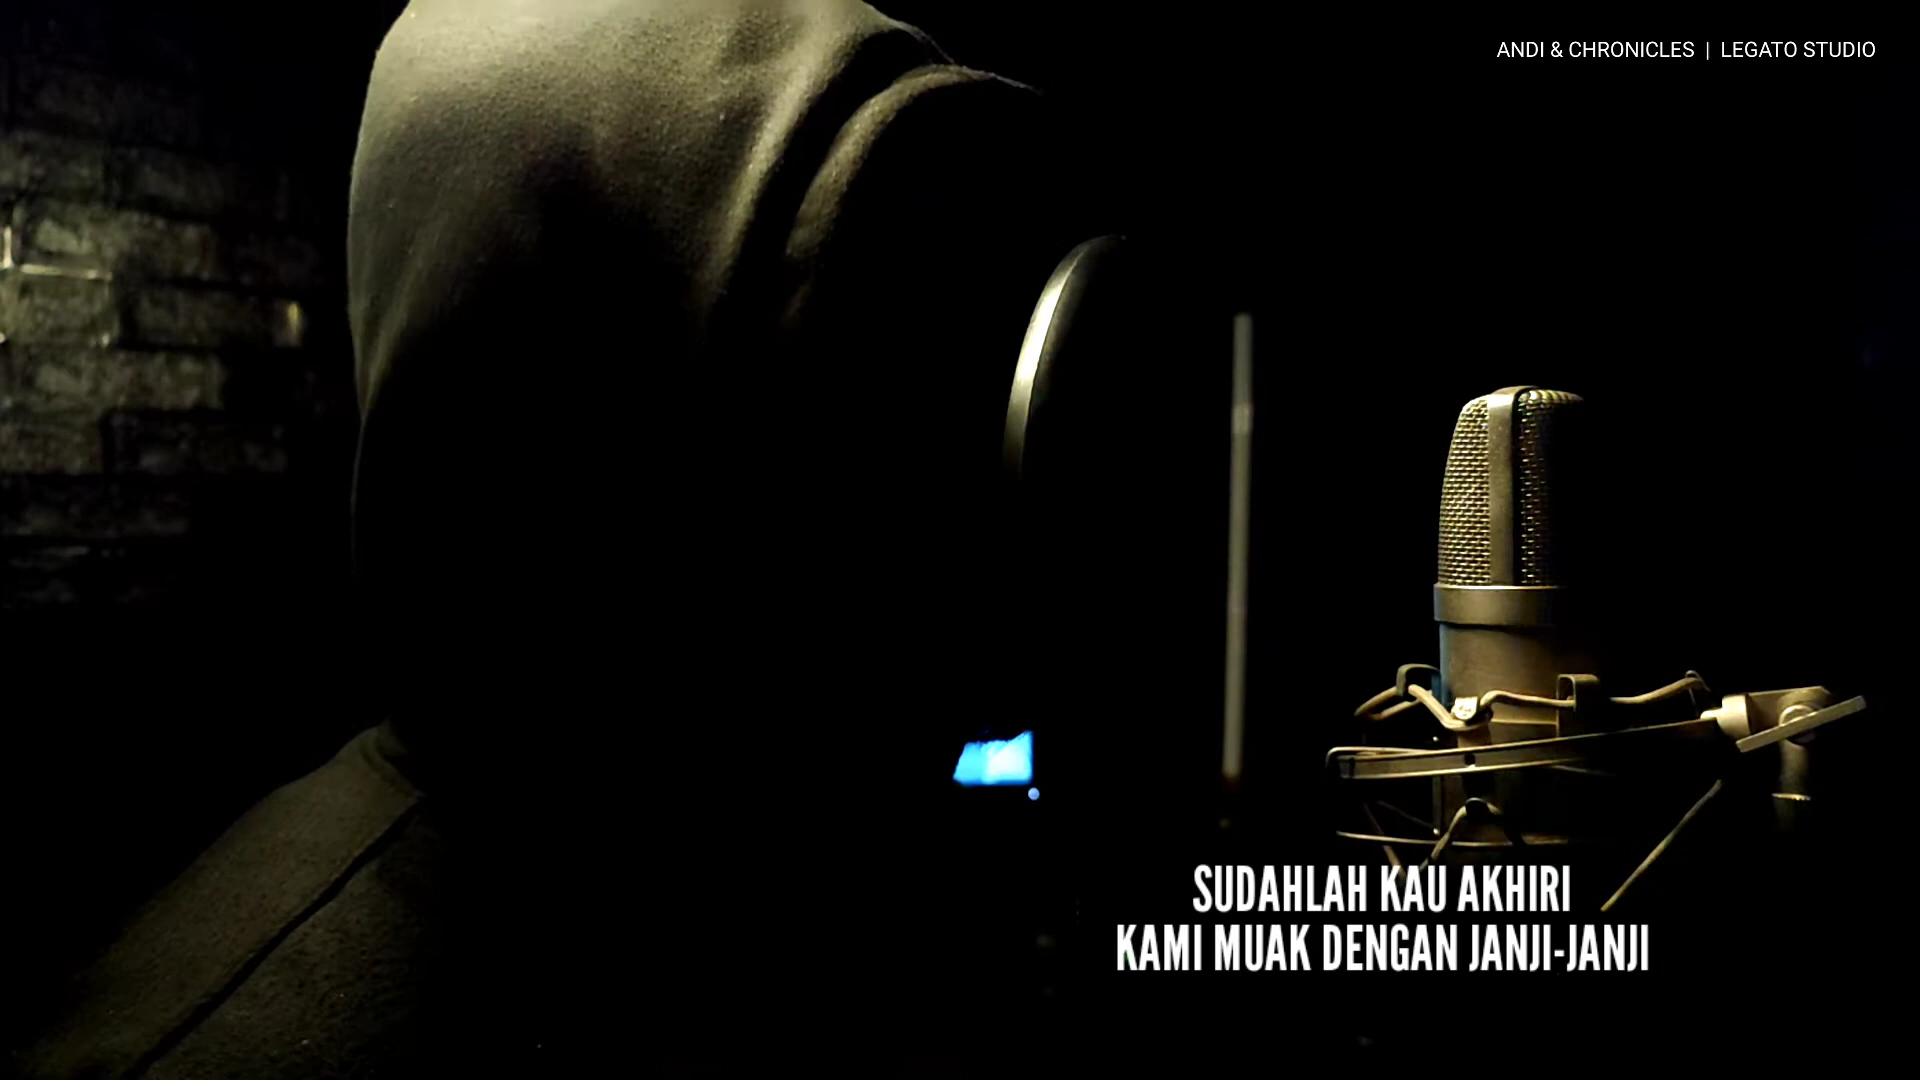 ANDI & CHRONICLES | LEGATO STUDIO
SUDAHLAH KAU AKHIRI
KAMI MUAK DENGAN JANJI-JANJI